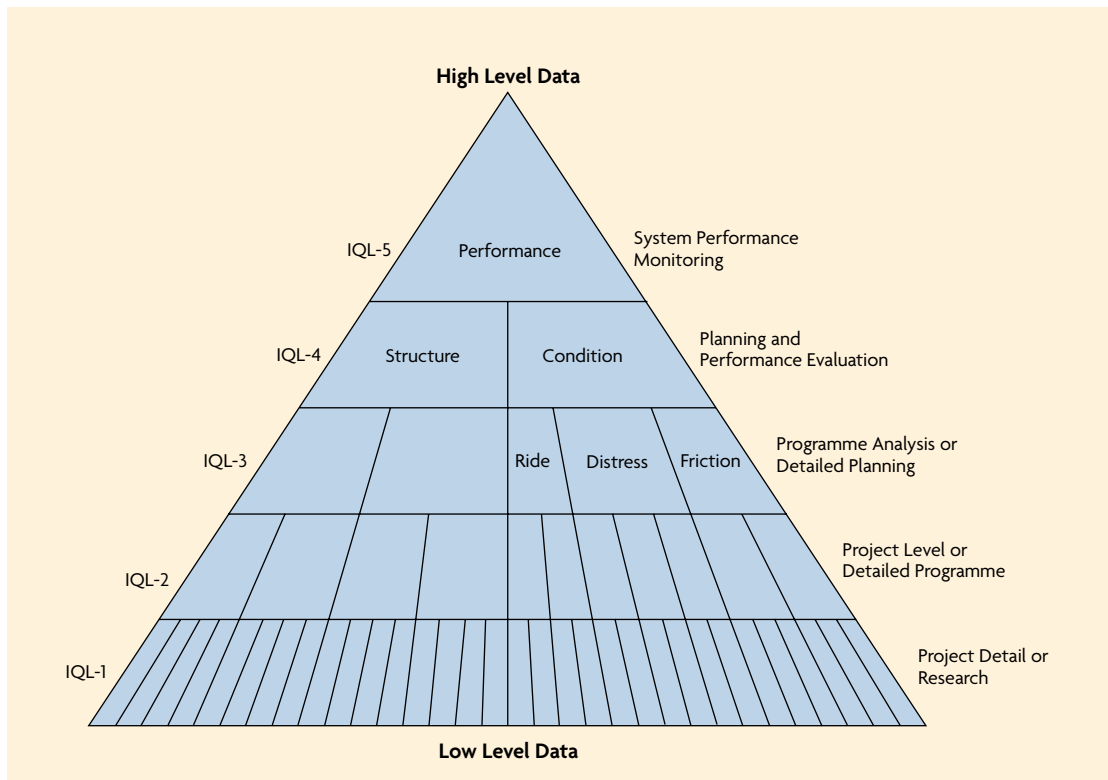 High Level Data
IQL-5
Performance
System Performance
Monitoring
IQL-4
Structure
Condition
Planning and
Performance Evaluation
IQL-3
Ride
Distress
Friction
Programme Analysis or
Detailed Planning
IQL-2
Project Level or
Detailed Programme
IQL-1
Project Detail or
Research
Low Level Data